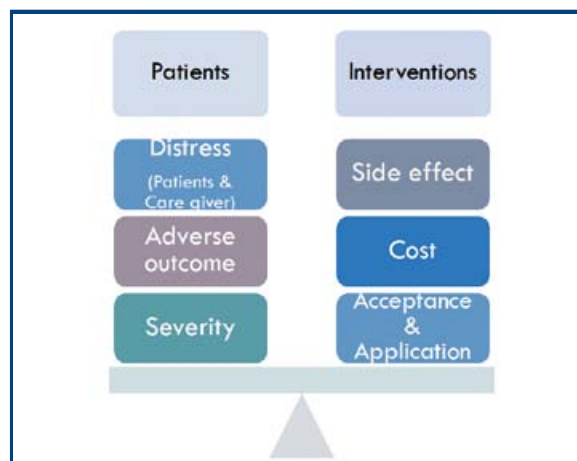 Patients
Interventions
Distress
(Patients &
Care giver)
Side effect
Adverse
outcome
Cost
Severity
Acceptance
&
Application